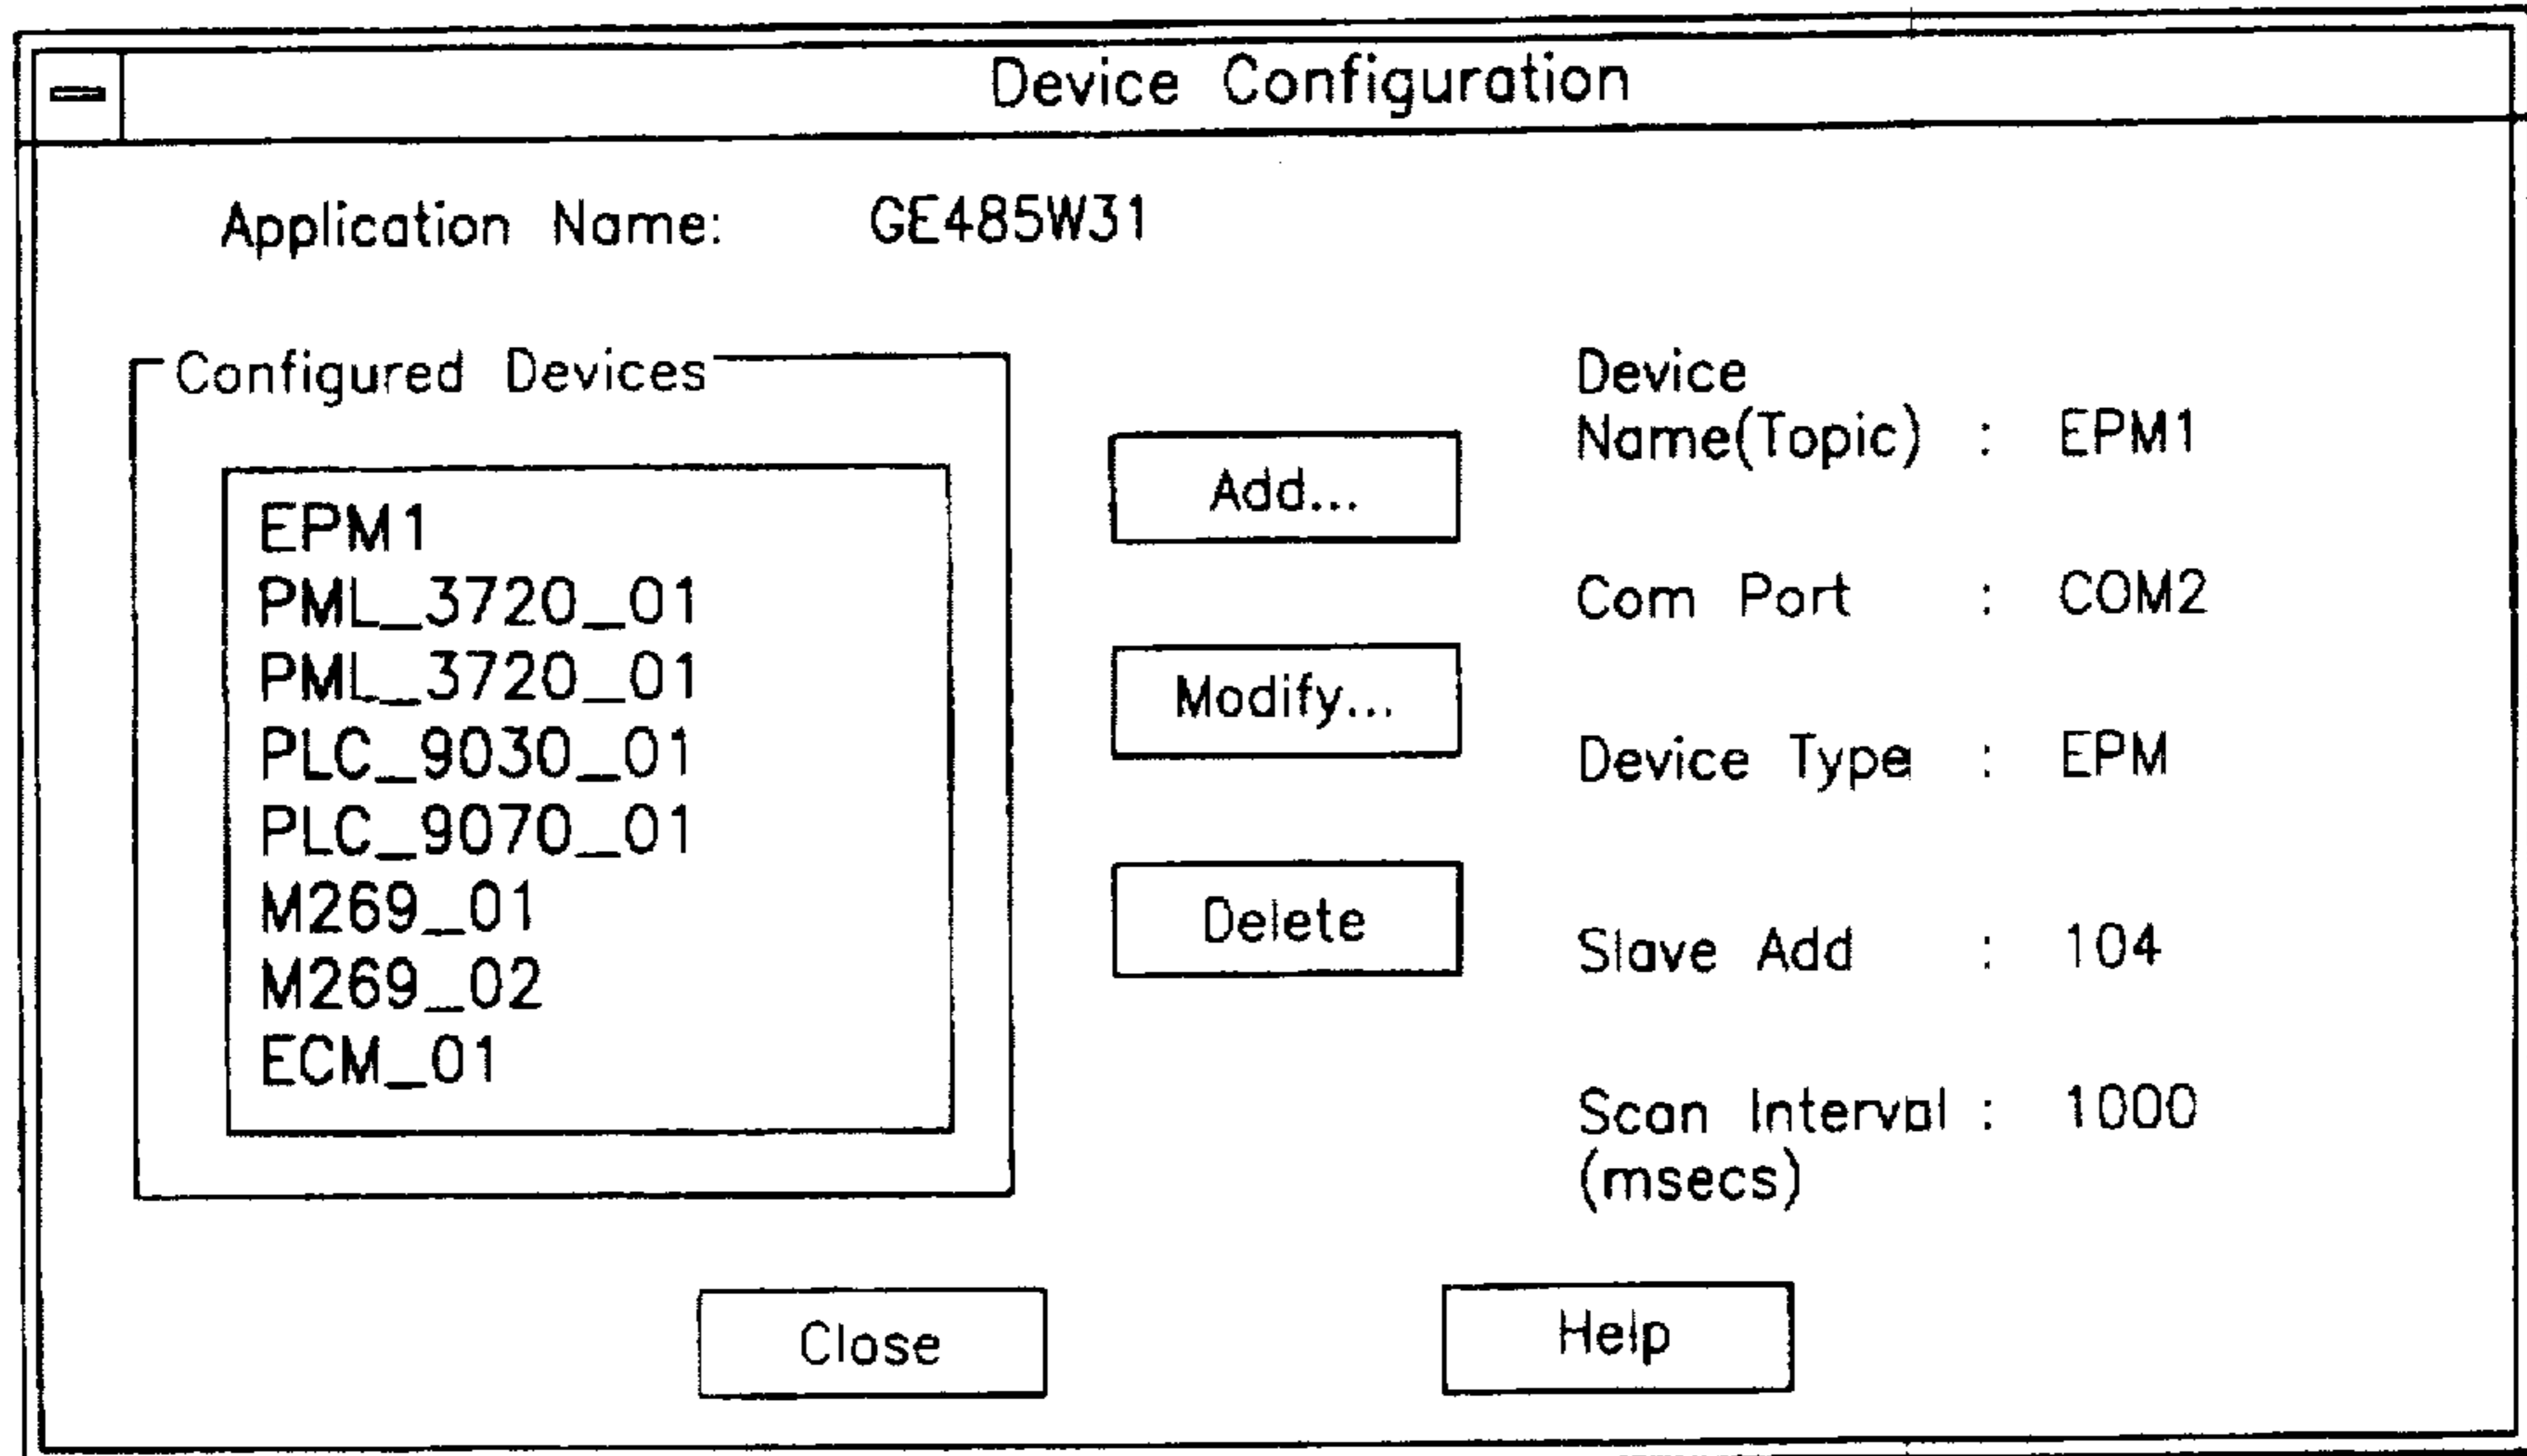 Device Configuration
Application Name: GE485W31
Configured Devices
EPM1
PML_3720_01
PML_3720_01
PLC_9030_01
PLC_9070_01
M269_01
M269_02
ECM_01
Add...
Modify...
Delete
Device
Name(Topic) : EPM1
Com Port : COM2
Device Type : EPM
Slave Add : 104
Scan Interval : 1000
(msecs)
Close
Help